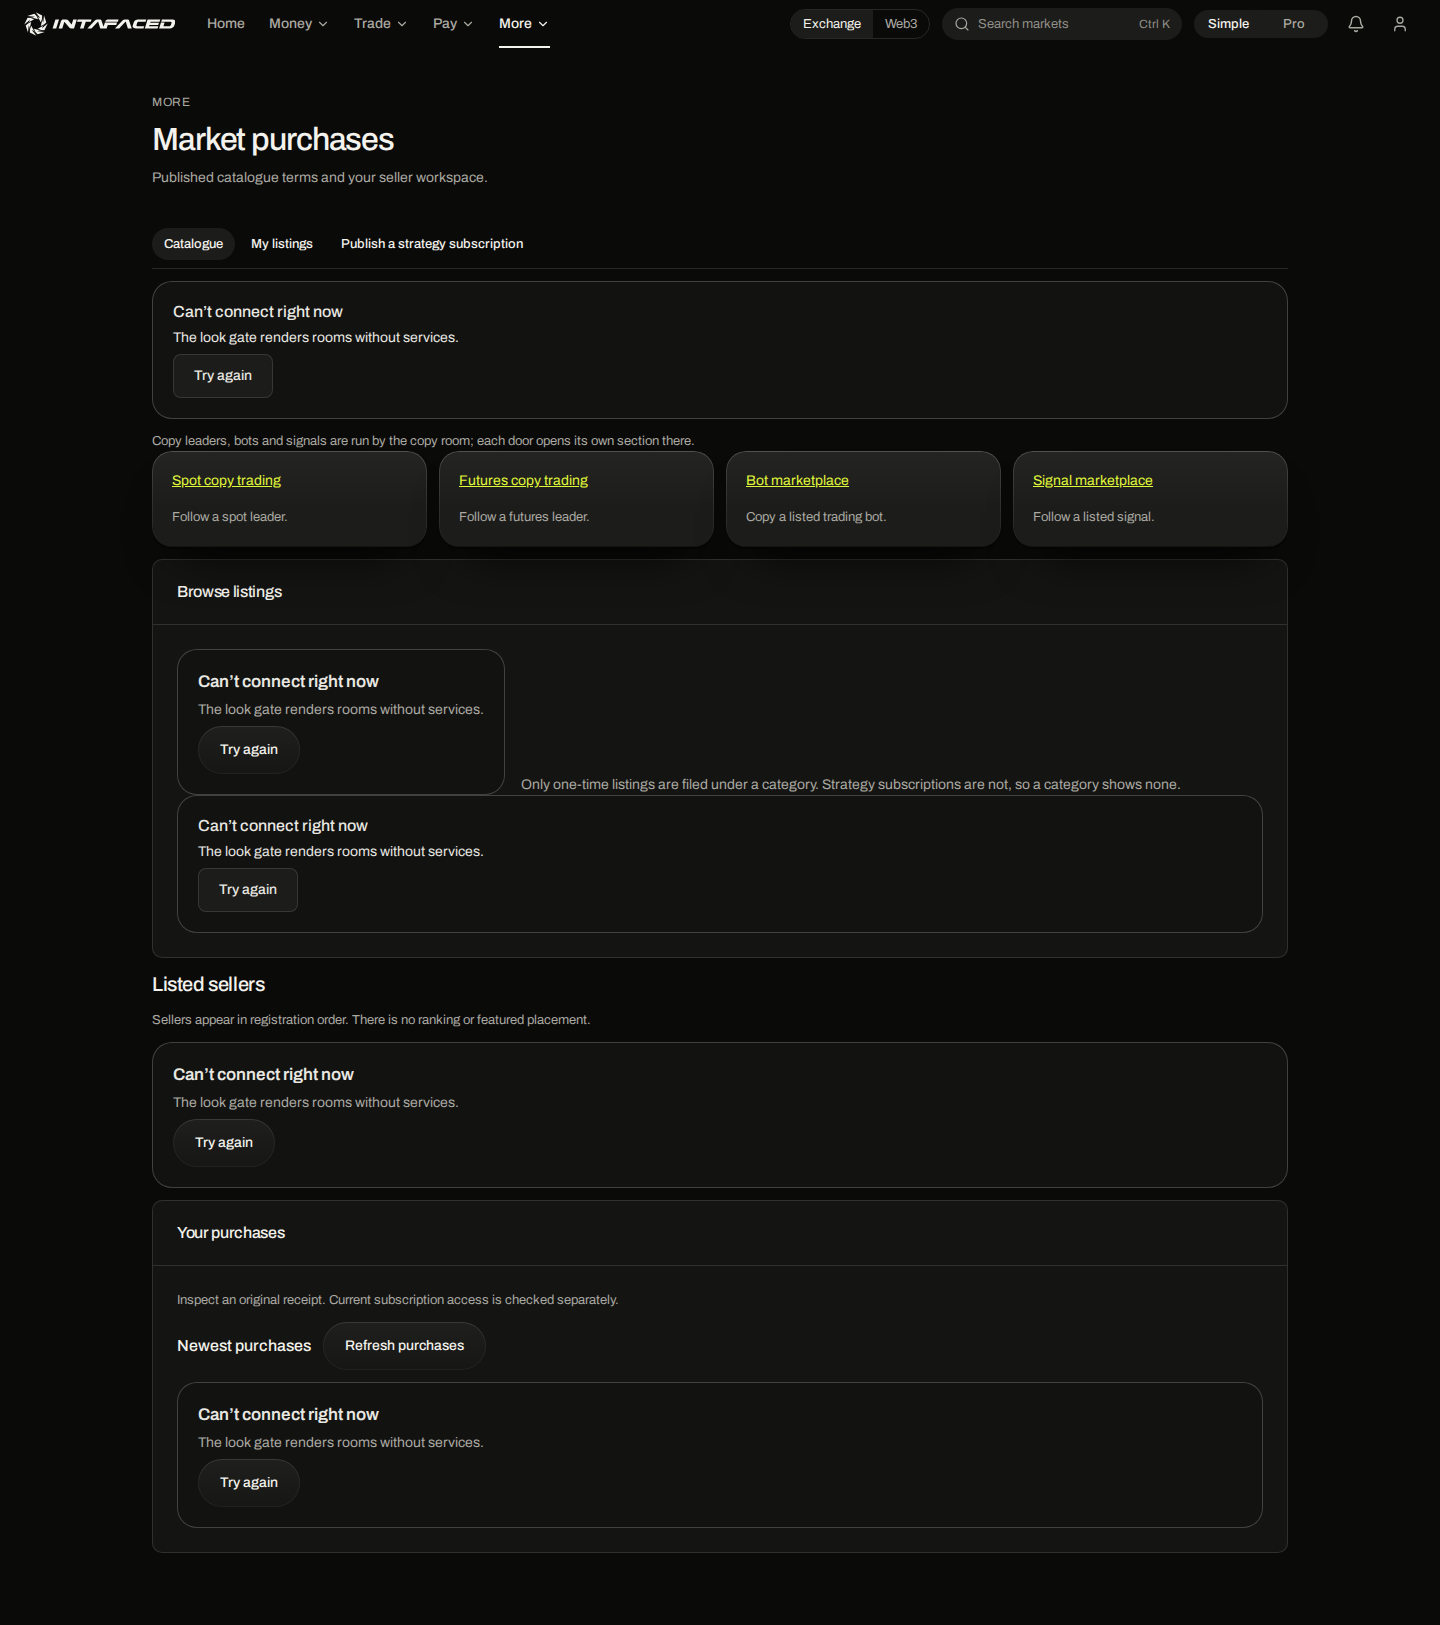 INTAFACED Home Money Trade Pay More Exchange Web3 Search markets Ctrl K Simple Pro
MORE
Market purchases
Published catalogue terms and your seller workspace.
Catalogue My listings Publish a strategy subscription
Can’t connect right now
The look gate renders rooms without services.
Try again
Copy leaders, bots and signals are run by the copy room; each door opens its own section there.
Spot copy trading
Follow a spot leader.
Futures copy trading
Follow a futures leader.
Bot marketplace
Copy a listed trading bot.
Signal marketplace
Follow a listed signal.
Browse listings
Can’t connect right now
The look gate renders rooms without services.
Try again
Only one-time listings are filed under a category. Strategy subscriptions are not, so a category shows none.
Can’t connect right now
The look gate renders rooms without services.
Try again
Listed sellers
Sellers appear in registration order. There is no ranking or featured placement.
Can’t connect right now
The look gate renders rooms without services.
Try again
Your purchases
Inspect an original receipt. Current subscription access is checked separately.
Newest purchases Refresh purchases
Can’t connect right now
The look gate renders rooms without services.
Try again